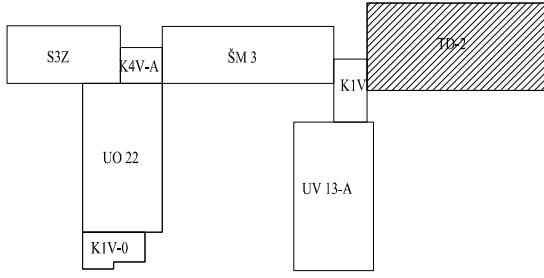 S3Z
K4V-A
ŠM 3
K1V
TD-2
UO 22
UV 13-A
K1V-0